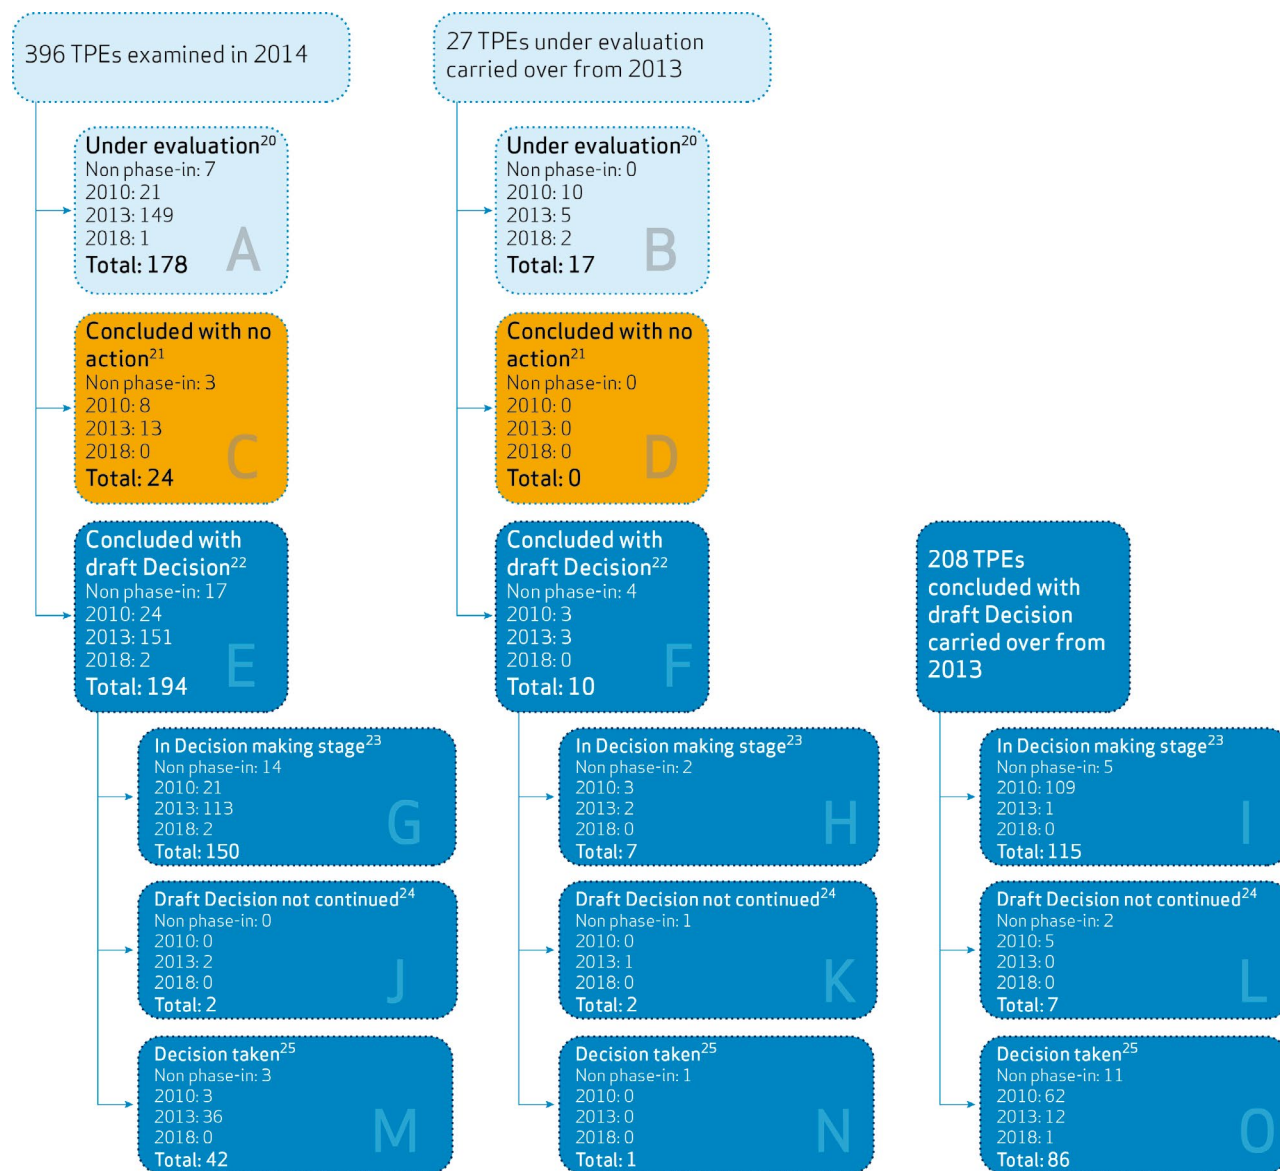 396 TPEs examined in 2014
Under evaluation20
Non phase-in: 7
2010: 21
2013: 149
2018: 1
Total: 178
A
Concluded with no
action21
Non phase-in: 3
2010: 8
2013: 13
2018: 0
Total: 24
C
Concluded with
draft Decision22
Non phase-in: 17
2010: 24
2013: 151
2018: 2
Total: 194
E
In Decision making stage23
Non phase-in: 14
2010: 21
2013: 113
2018: 2
Total: 150
G
Draft Decision not continued24
Non phase-in: 0
2010: 0
2013: 2
2018: 0
Total: 2
J
Decision taken25
Non phase-in: 3
2010: 3
2013: 36
2018: 0
Total: 42
M
27 TPEs under evaluation
carried over from 2013
Under evaluation20
Non phase-in: 0
2010: 10
2013: 5
2018: 2
Total: 17
B
Concluded with no
action21
Non phase-in: 0
2010: 0
2013: 0
2018: 0
Total: 0
D
Concluded with
draft Decision22
Non phase-in: 4
2010: 3
2013: 3
2018: 0
Total: 10
F
In Decision making stage23
Non phase-in: 2
2010: 3
2013: 2
2018: 0
Total: 7
H
Draft Decision not continued24
Non phase-in: 1
2010: 0
2013: 1
2018: 0
Total: 2
K
Decision taken25
Non phase-in: 1
2010: 0
2013: 0
2018: 0
Total: 1
N
208 TPEs
concluded with
draft Decision
carried over from
2013
In Decision making stage23
Non phase-in: 5
2010: 109
2013: 1
2018: 0
Total: 115
I
Draft Decision not continued24
Non phase-in: 2
2010: 5
2013: 0
2018: 0
Total: 7
L
Decision taken25
Non phase-in: 11
2010: 62
2013: 12
2018: 1
Total: 86
O